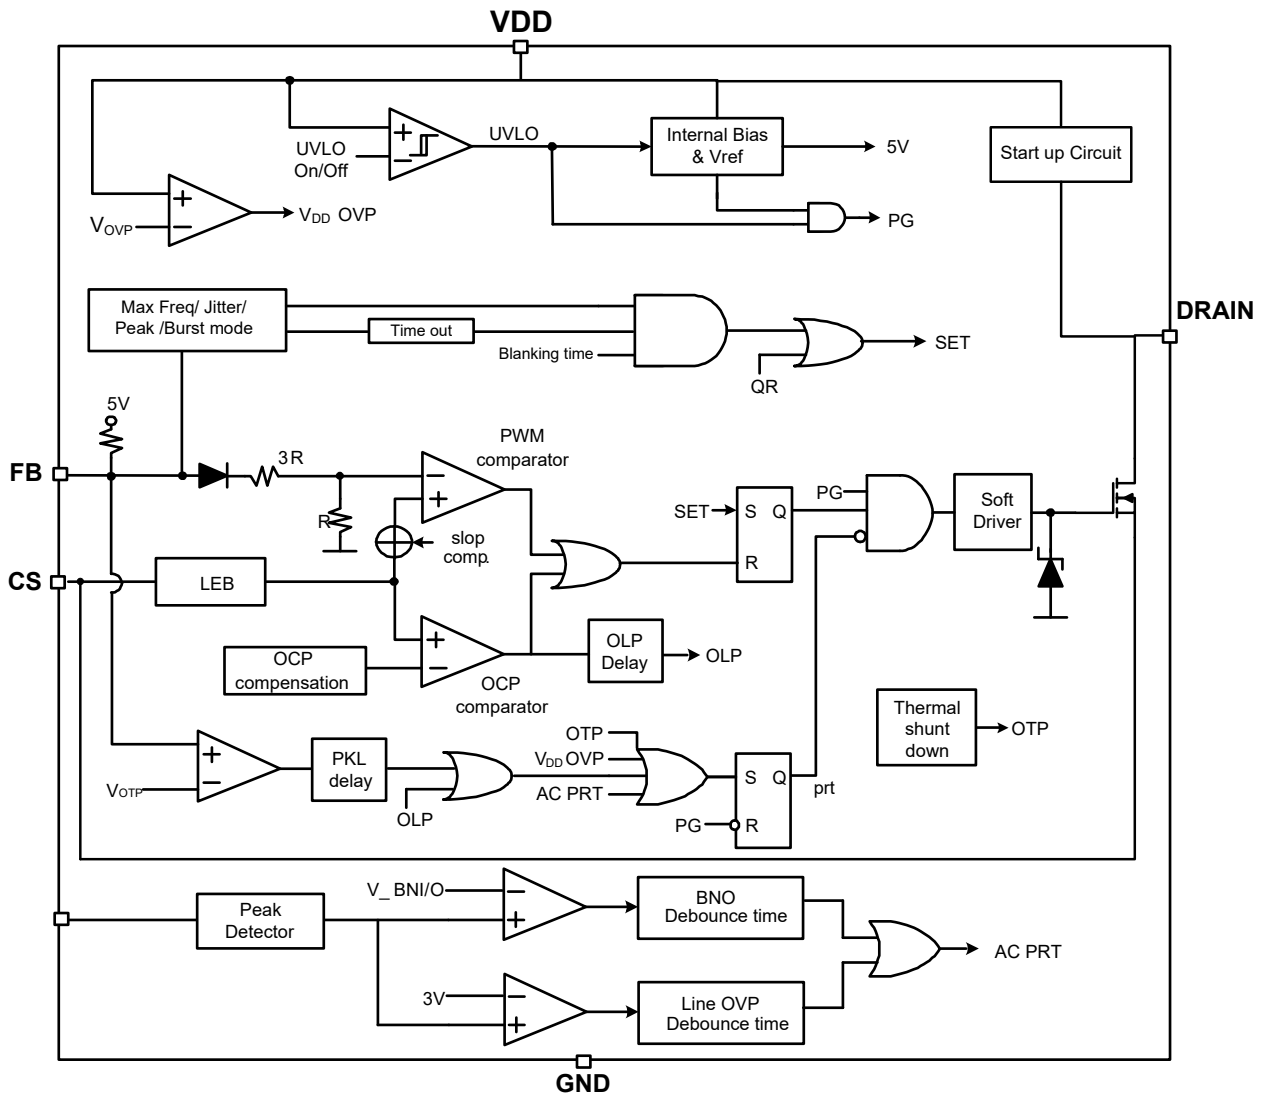 VDD
UVLO
On/Off
+
−
UVLO
Internal Bias
& Vref
5V
Start up Circuit
VOVP
+
−
VDD OVP
PG
Max Freq/ Jitter/
Peak /Burst mode
Time out
Blanking time
QR
SET
DRAIN
5V
FB
3R
R
PWM
comparator
−
+
slop
comp.
SET
S Q
R
PG
Soft
Driver
CS
LEB
OCP
compensation
+
−
OCP
comparator
OLP
Delay
OLP
Thermal
shunt
down
OTP
VOTP
+
−
PKL
delay
OLP
OTP
VDD OVP
AC PRT
S Q
PG
R
prt
Peak
Detector
V_ BNI/O
−
+
BNO
Debounce time
3V
−
+
Line OVP
Debounce time
AC PRT
GND